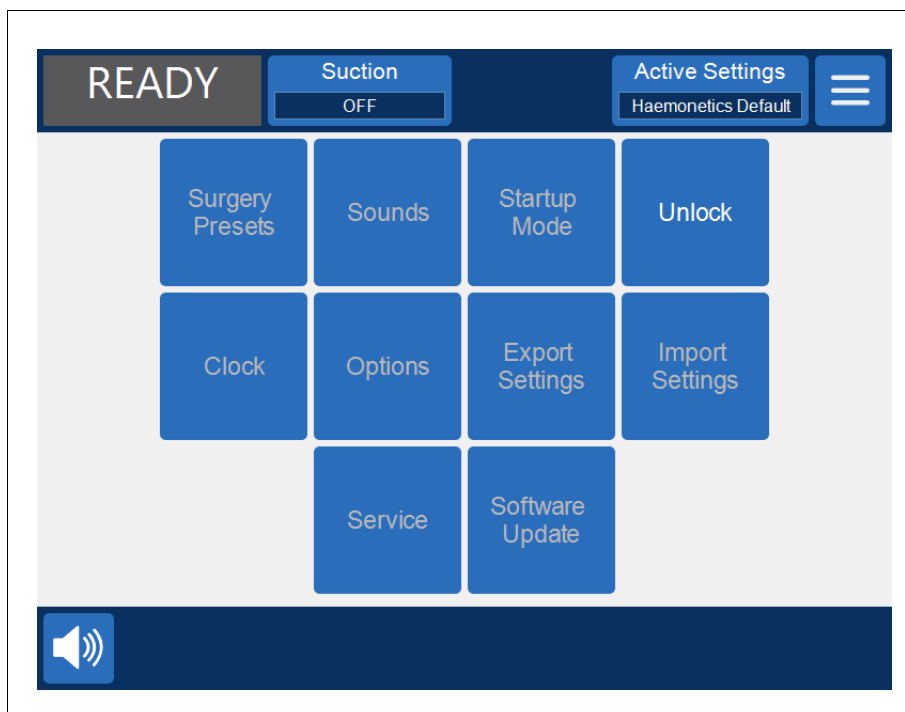 READY
Suction
OFF
Active Settings
Haemonetics Default
Surgery
Presets
Sounds
Startup
Mode
Unlock
Clock
Options
Export
Settings
Import
Settings
Service
Software
Update